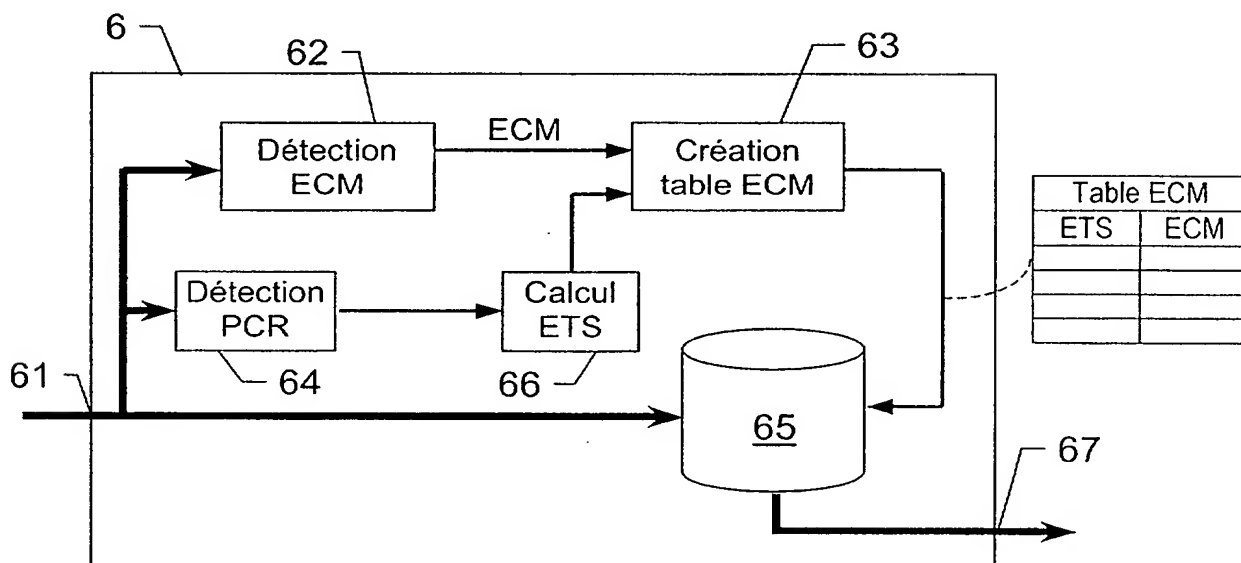 6
62
63
Détection
ECM
ECM
Création
table ECM
Table ECM
ETS ECM
Détection
PCR
Calcul
ETS
61
64
66
65
67